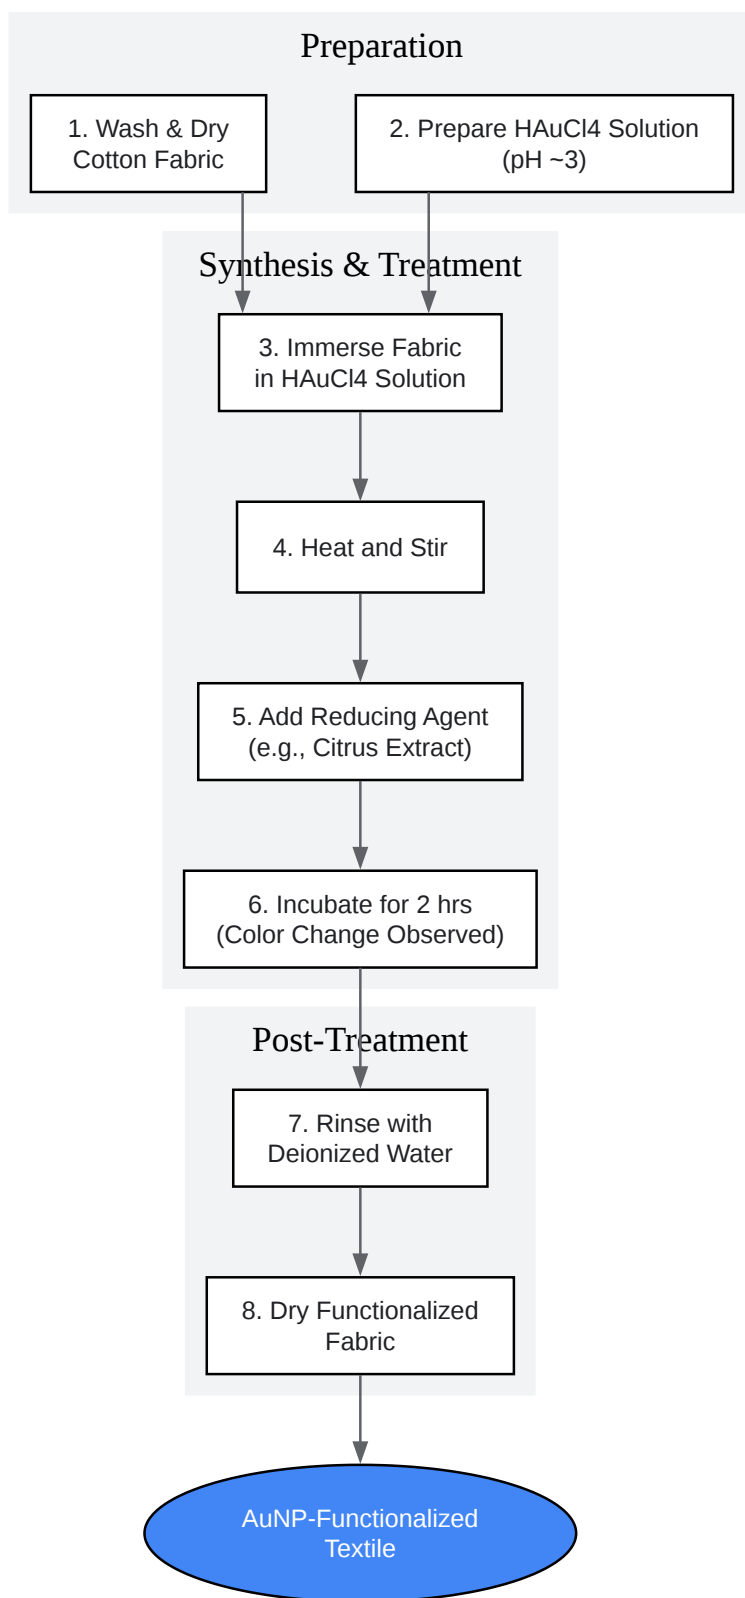 Preparation
1. Wash & Dry
Cotton Fabric
2. Prepare HAuCl4 Solution
(pH ~3)
Synthesis & Treatment
3. Immerse Fabric
in HAuCl4 Solution
4. Heat and Stir
5. Add Reducing Agent
(e.g., Citrus Extract)
6. Incubate for 2 hrs
(Color Change Observed)
Post-Treatment
7. Rinse with
Deionized Water
8. Dry Functionalized
Fabric
AuNP-Functionalized
Textile